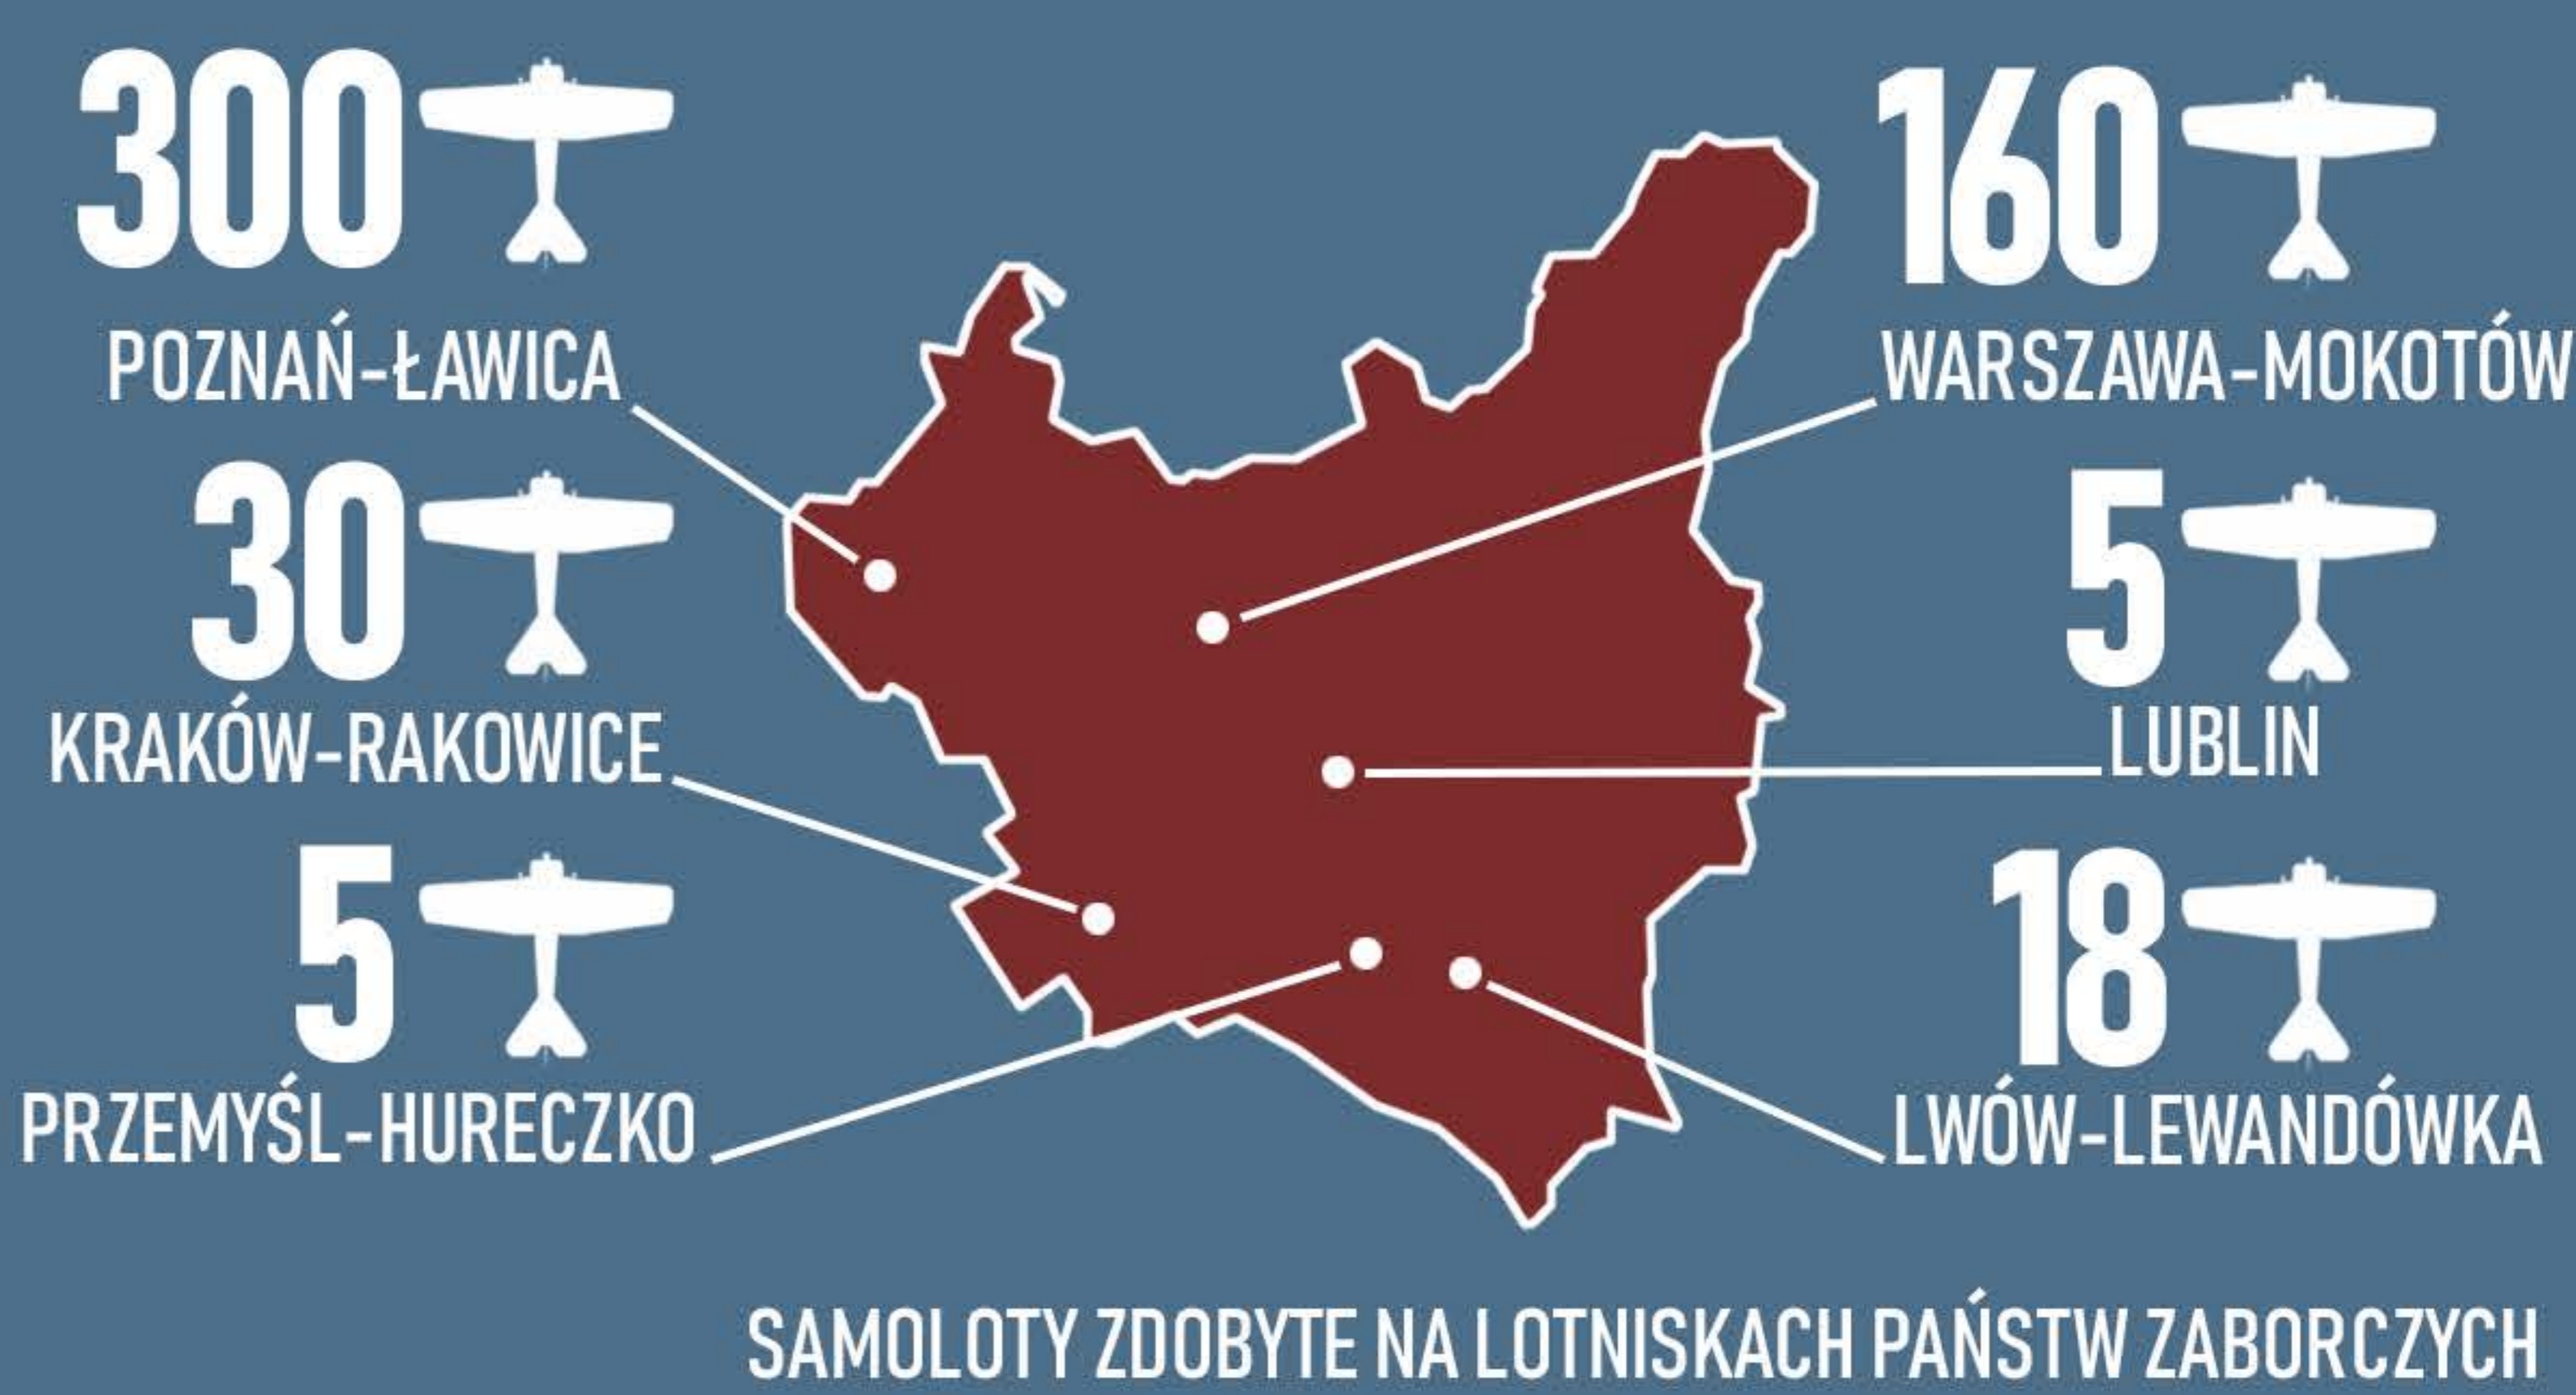 300
POZNAŃ-ŁAWICA
30
KRAKÓW-RAKOWICE
5
PRZEMYŚL-HURECZKO
160
WARSZAWA-MOKOTÓW
5
LUBLIN
18
LWÓW-LEWANDÓWKA
SAMOLOTY ZDOBYTE NA LOTNISKACH PAŃSTW ZABORCZYCH